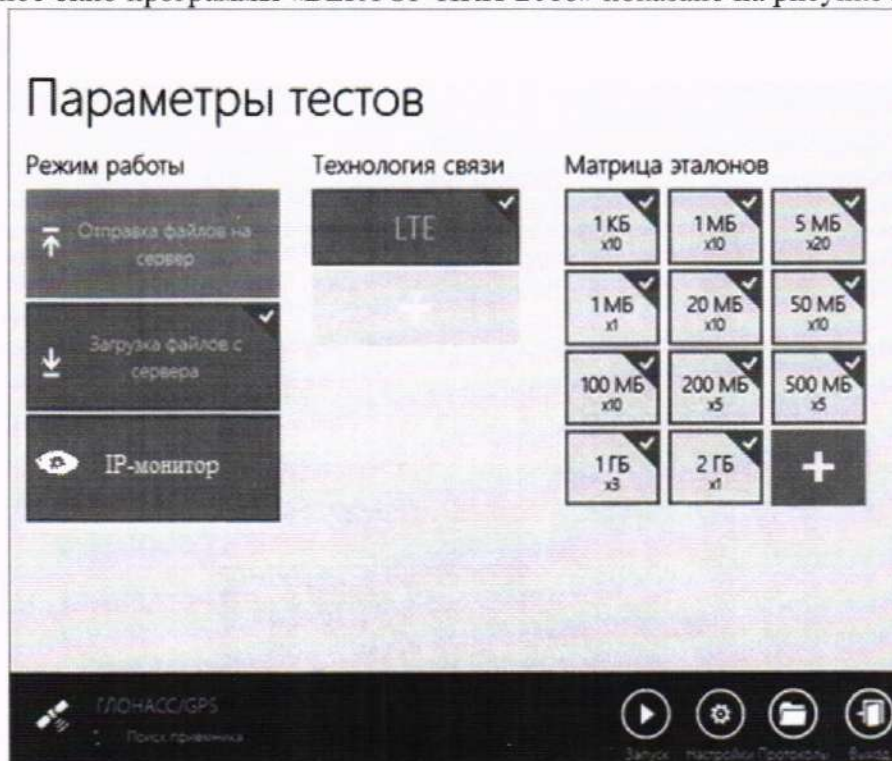 Параметры тестов
Режим работы
Технология связи
Матрица эталонов
Отправка файлов на
сервер
Загрузка файлов с
сервера
IP-монитор
LTE
+
1 КБ
x10
1 МБ
x10
5 МБ
x20
1 МБ
x1
20 МБ
x10
50 МБ
x10
100 МБ
x10
200 МБ
x5
500 МБ
x5
1 ГБ
x3
2 ГБ
x1
+
ГЛОНАСС/GPS
Поиск приемника
Запуск
Настройки
Протоколы
Выход